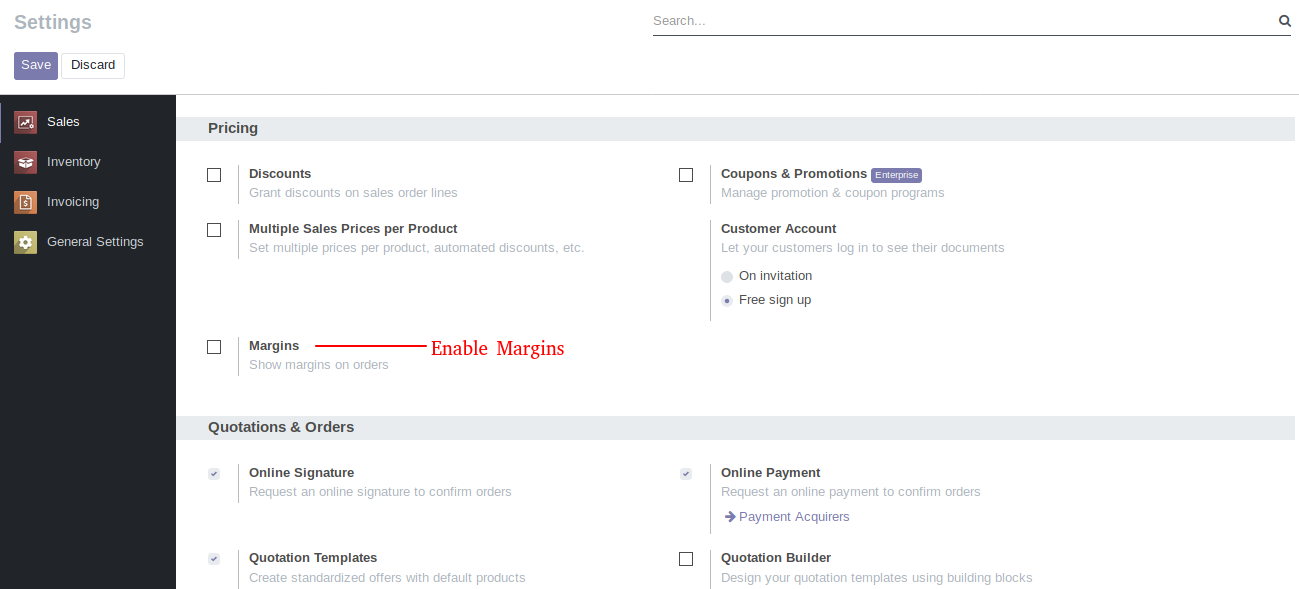 Settings
Search...
Save Discard
Sales
Inventory
Invoicing
General Settings
Pricing
Discounts
Grant discounts on sales order lines
Coupons & Promotions Enterprise
Manage promotion & coupon programs
Multiple Sales Prices per Product
Set multiple prices per product, automated discounts, etc.
Customer Account
Let your customers log in to see their documents
On invitation
Free sign up
Margins
Show margins on orders
Enable Margins
Quotations & Orders
Online Signature
Request an online signature to confirm orders
Online Payment
Request an online payment to confirm orders
Payment Acquirers
Quotation Templates
Create standardized offers with default products
Quotation Builder
Design your quotation templates using building blocks